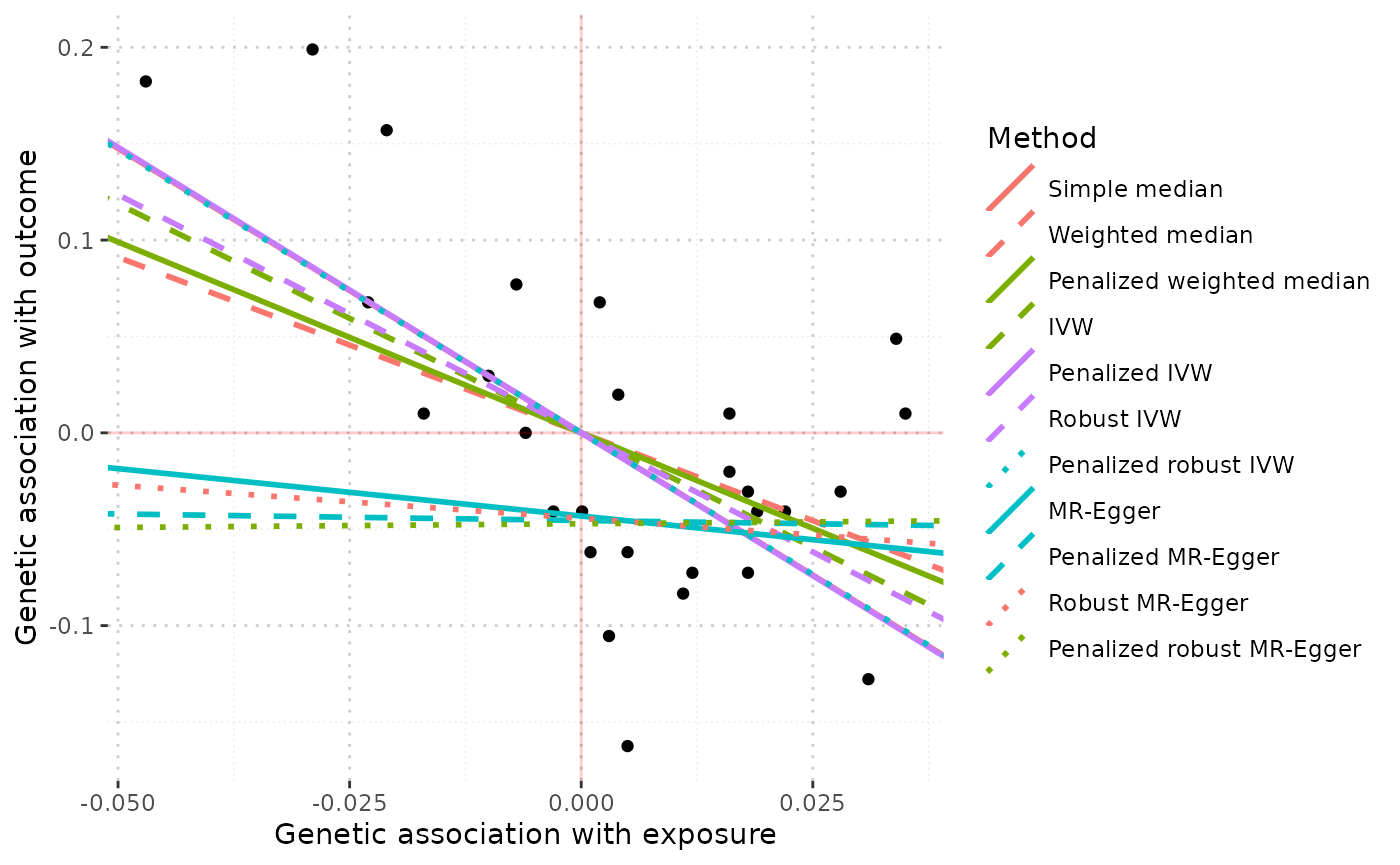 0.2
0.1
0.0
-0.1
Genetic association with outcome
-0.050
-0.025
0.000
0.025
Genetic association with exposure
Method
Simple median
Weighted median
Penalized weighted median
IVW
Penalized IVW
Robust IVW
Penalized robust IVW
MR-Egger
Penalized MR-Egger
Robust MR-Egger
Penalized robust MR-Egger